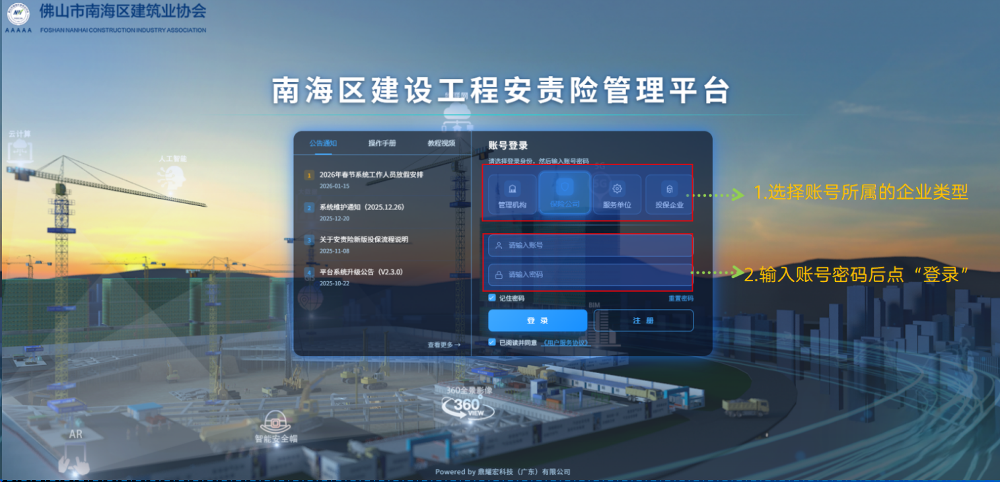 佛山市南海区建筑业协会
AAAAA FOSHAN NANHAI CONSTRUCTION INDUSTRY ASSOCIATION
南海区建设工程安责险管理平台
云计算
人工智能
公告通知 操作手册 教程视频
1 2026年春节系统工作人员放假安排
2026-01-15
2 系统维护通知（2025.12.26）
2025-12-20
3 关于安责险新版投保流程说明
2025-11-08
4 平台系统升级公告（V2.3.0）
2025-10-22
查看更多→
账号登录
请选择登录身份，然后输入账号密码
5G
管理机构 保险公司 服务单位 投保企业
1.选择账号所属的企业类型
请输入账号
请输入密码
2.输入账号密码后点“登录”
记住密码 重置密码
BIM
登 录 注 册
已阅读并同意 《用户服务协议》
360全景影像
360°
VIEW
智能安全帽
AR
Powered by 鼎耀宏科技（广东）有限公司